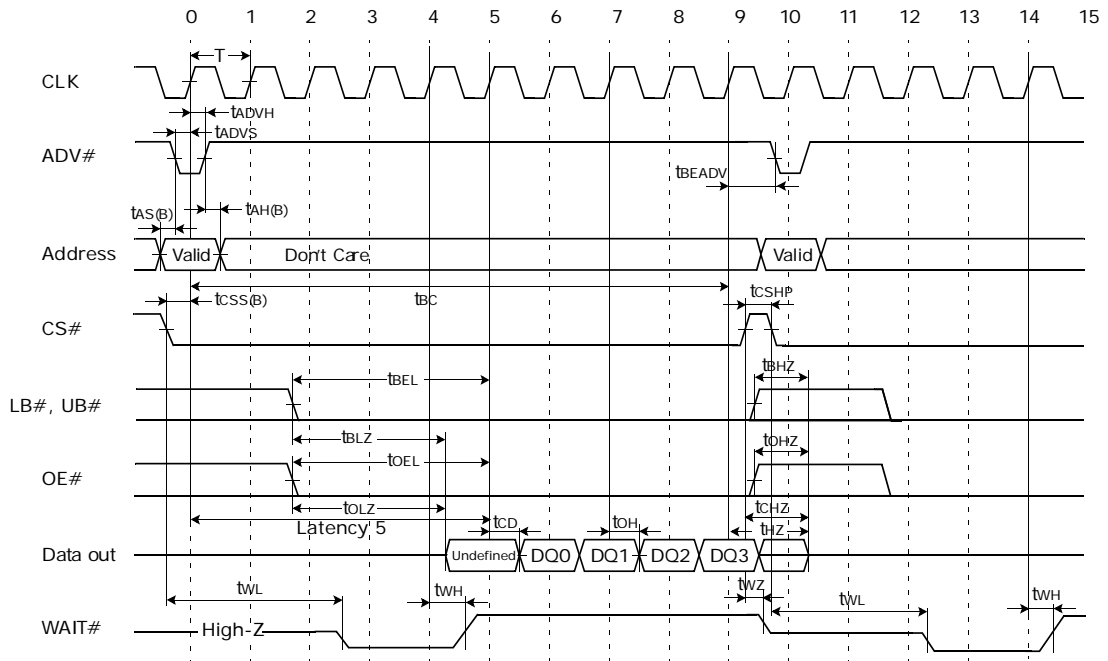 0 1 2 3 4 5 6 7 8 9 10 11 12 13 14 15
T
CLK
tADVH
tADVS
ADV#
tBEADV
tAS(B) tAH(B)
Address Valid Don't Care Valid
tCSS(B) tBC tCSHP
CS#
tBEL tBHZ
LB#, UB#
tBLZ tOHZ
tOEL
OE#
tOLZ tCHZ
Latency 5 tCD tOH tHZ
Data out Undefined DQ0 DQ1 DQ2 DQ3
tWL tWH tWZ tWL tWH
WAIT# High-Z